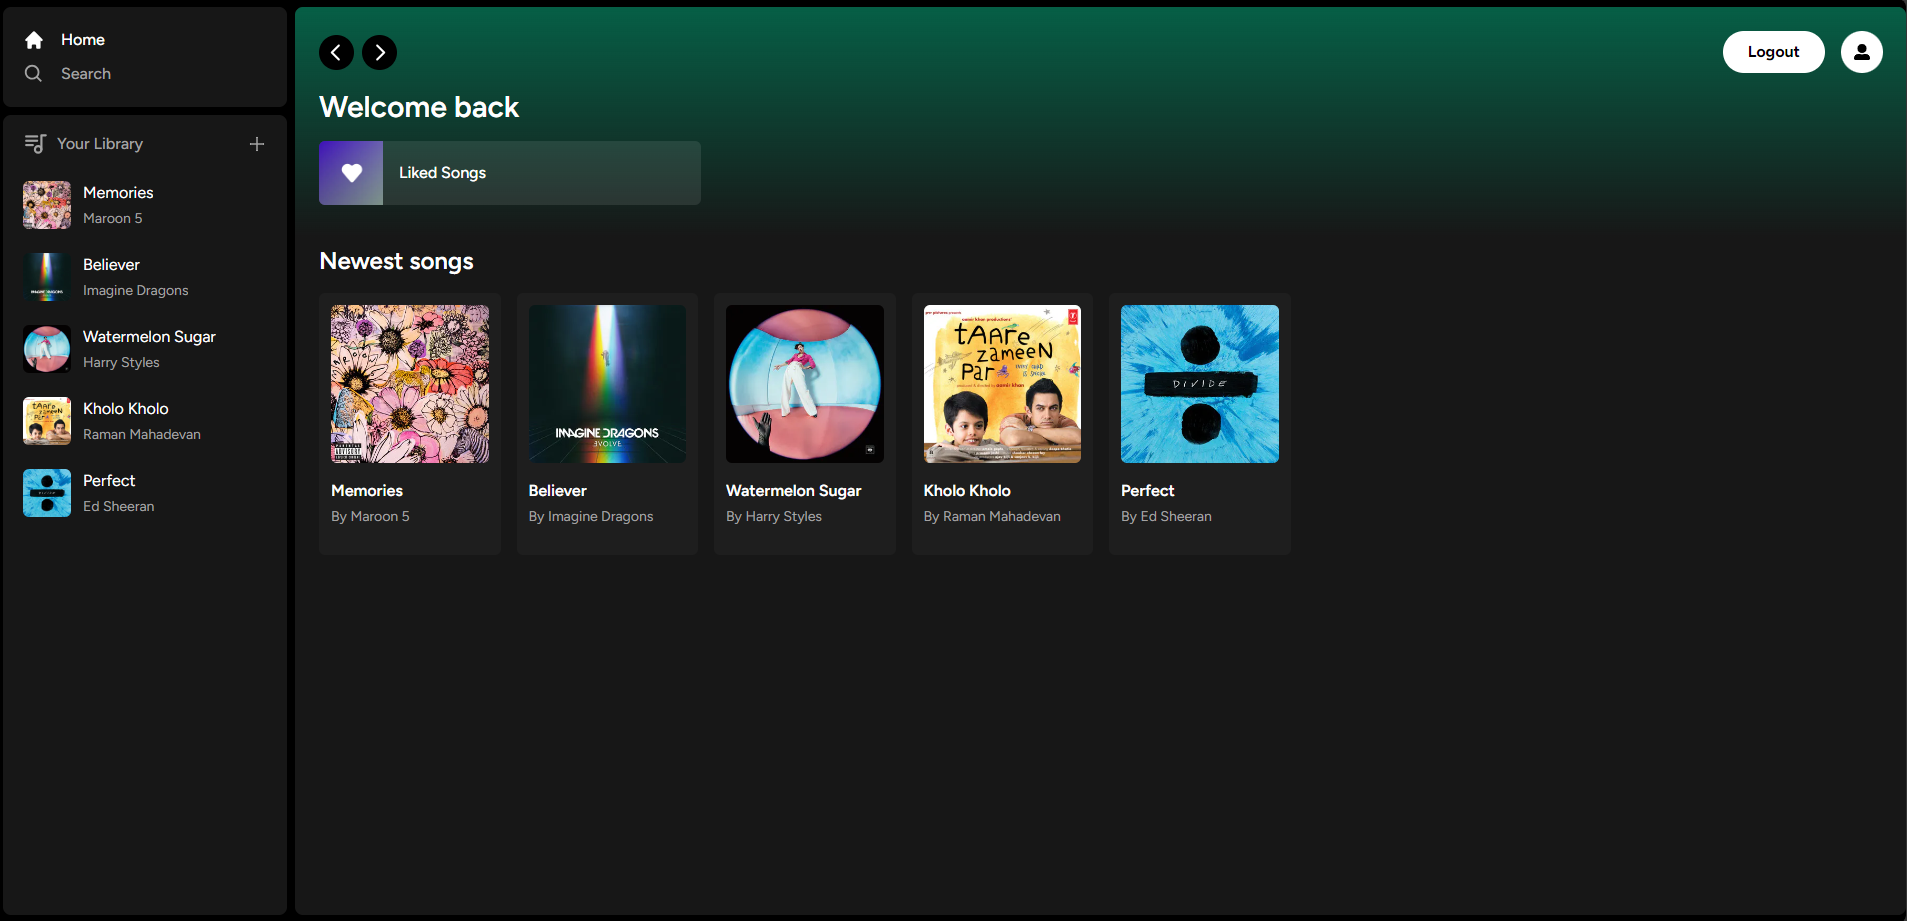 Home
Search
Your Library
Memories
Maroon 5
Believer
Imagine Dragons
Watermelon Sugar
Harry Styles
Kholo Kholo
Raman Mahadevan
Perfect
Ed Sheeran
Logout
Welcome back
Liked Songs
Newest songs
IMAGINE DRAGONS
EVOLVE
tAAre
zameeN
PAr
DIVIDE
Memories
By Maroon 5
Believer
By Imagine Dragons
Watermelon Sugar
By Harry Styles
Kholo Kholo
By Raman Mahadevan
Perfect
By Ed Sheeran